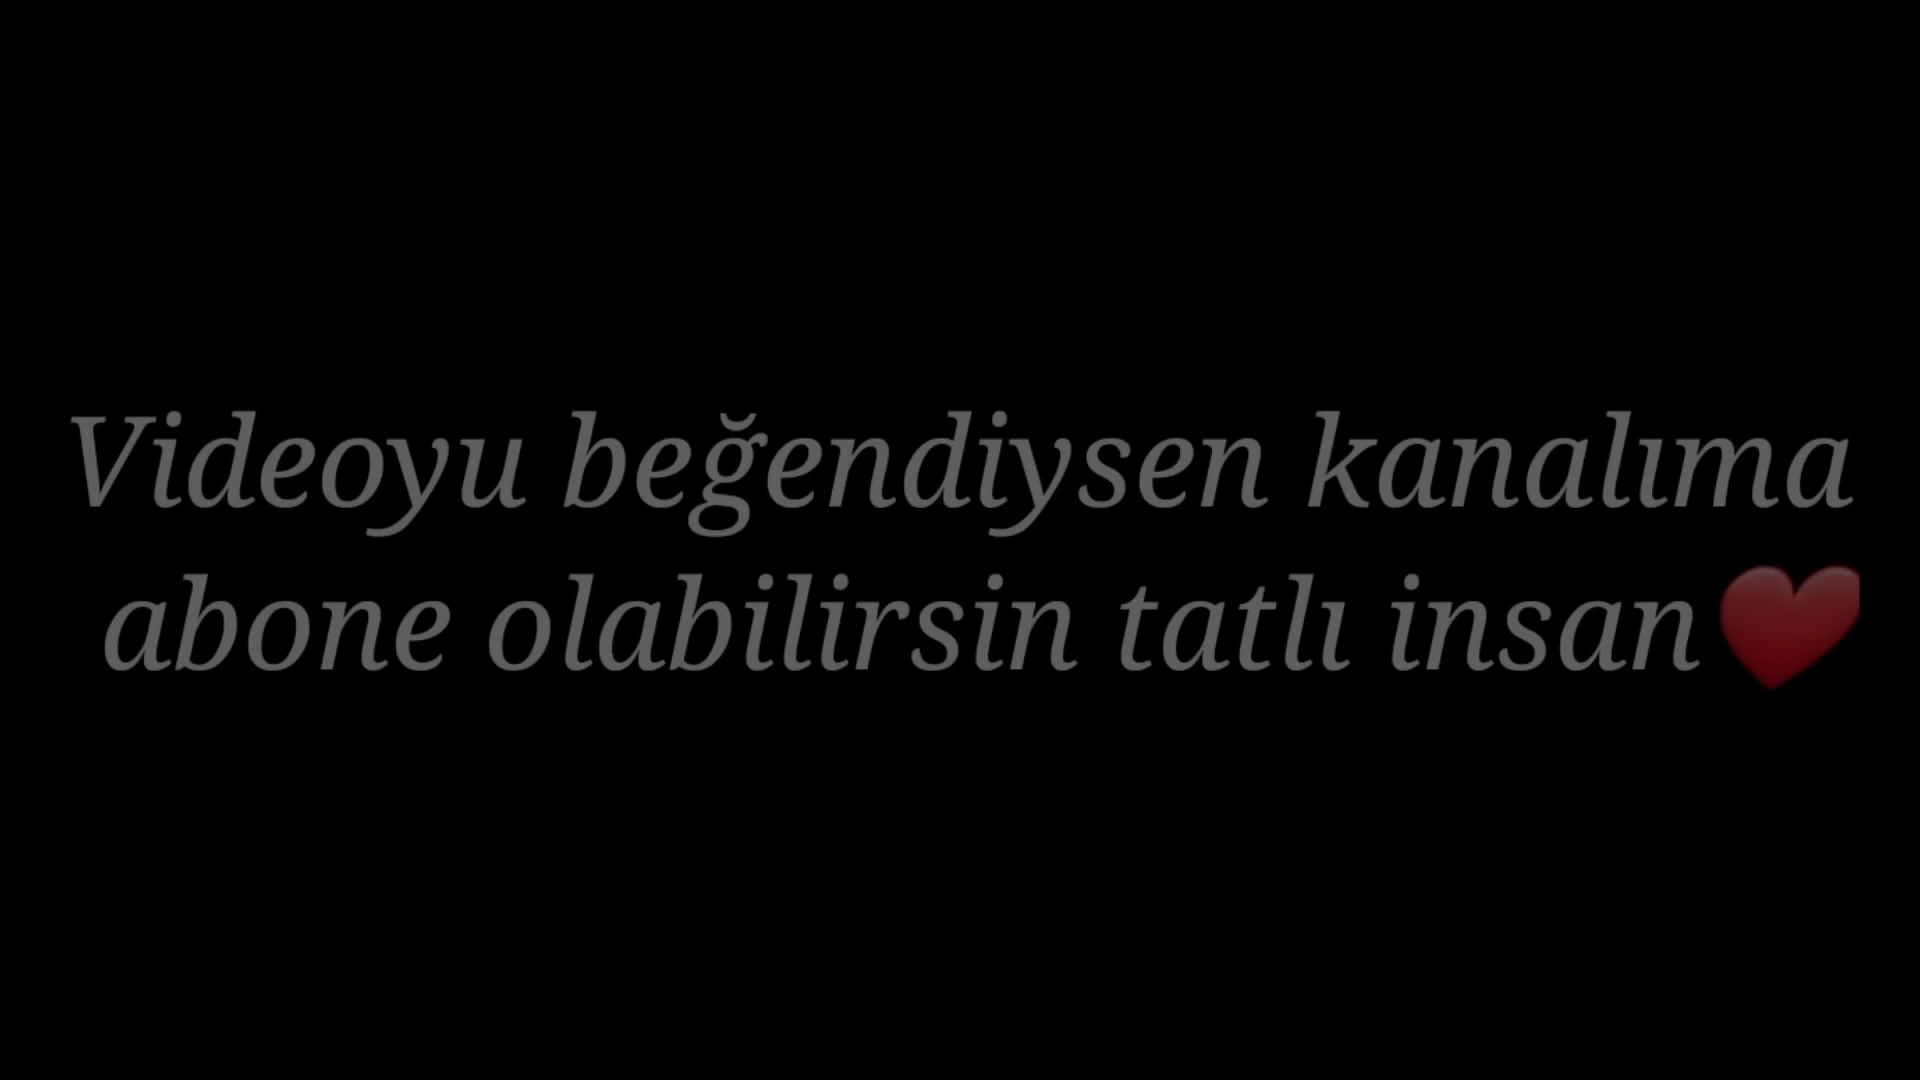 Videoyu beğendiysen kanalıma
abone olabilirsin tatlı insan❤️